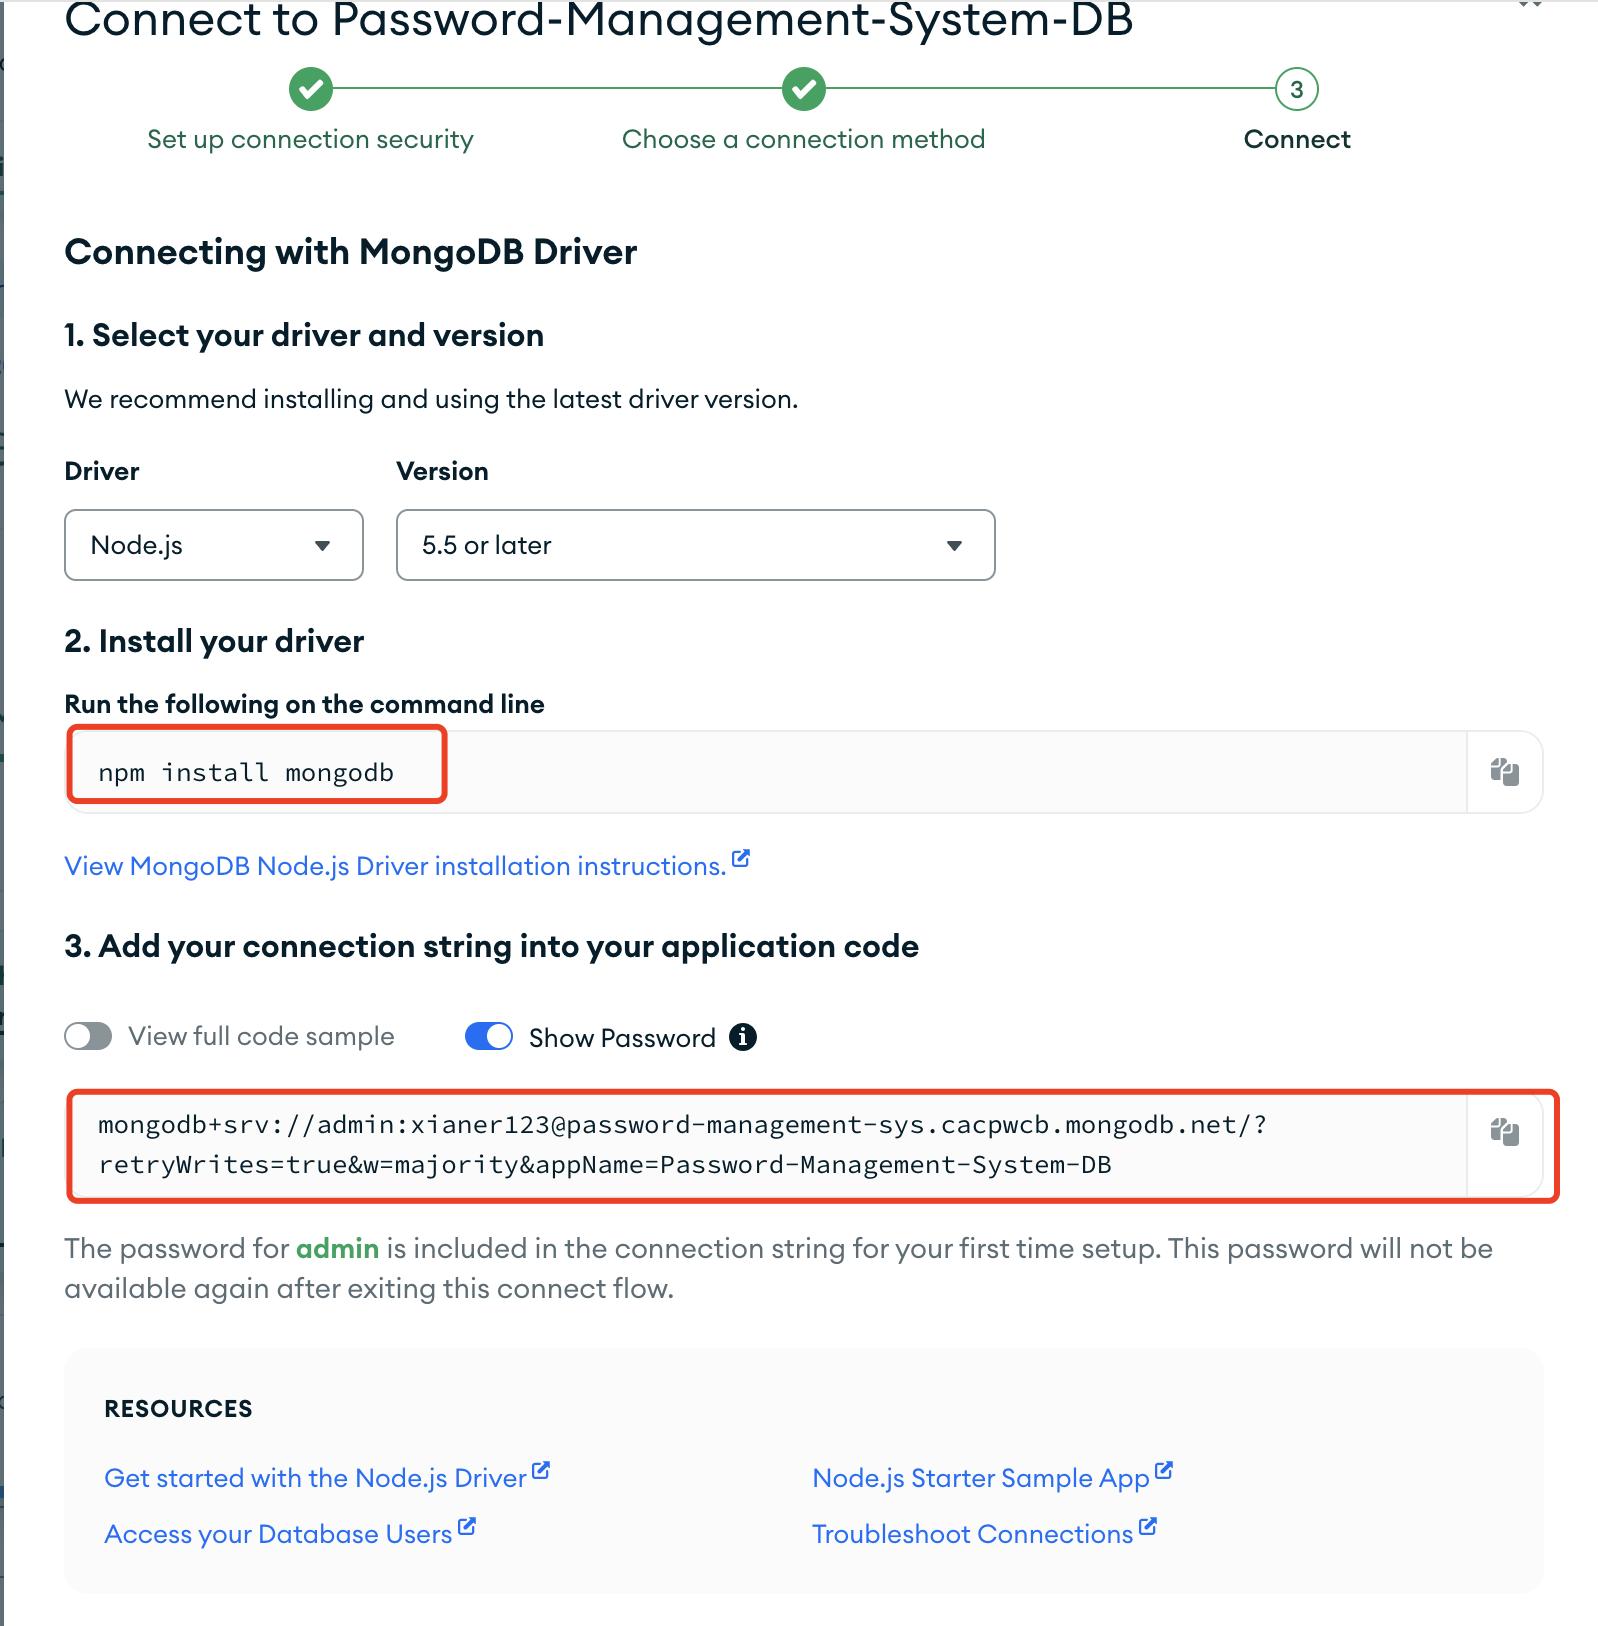 Connect to Password-Management-System-DB
3
Set up connection security
Choose a connection method
Connect
Connecting with MongoDB Driver
1. Select your driver and version
We recommend installing and using the latest driver version.
Driver
Version
Node.js
5.5 or later
2. Install your driver
Run the following on the command line
npm install mongodb
View MongoDB Node.js Driver installation instructions.
3. Add your connection string into your application code
View full code sample
Show Password
mongodb+srv://admin:xianer123@password-management-sys.cacpwcb.mongodb.net/?
retryWrites=true&w=majority&appName=Password-Management-System-DB
The password for admin is included in the connection string for your first time setup. This password will not be
available again after exiting this connect flow.
RESOURCES
Get started with the Node.js Driver
Node.js Starter Sample App
Access your Database Users
Troubleshoot Connections